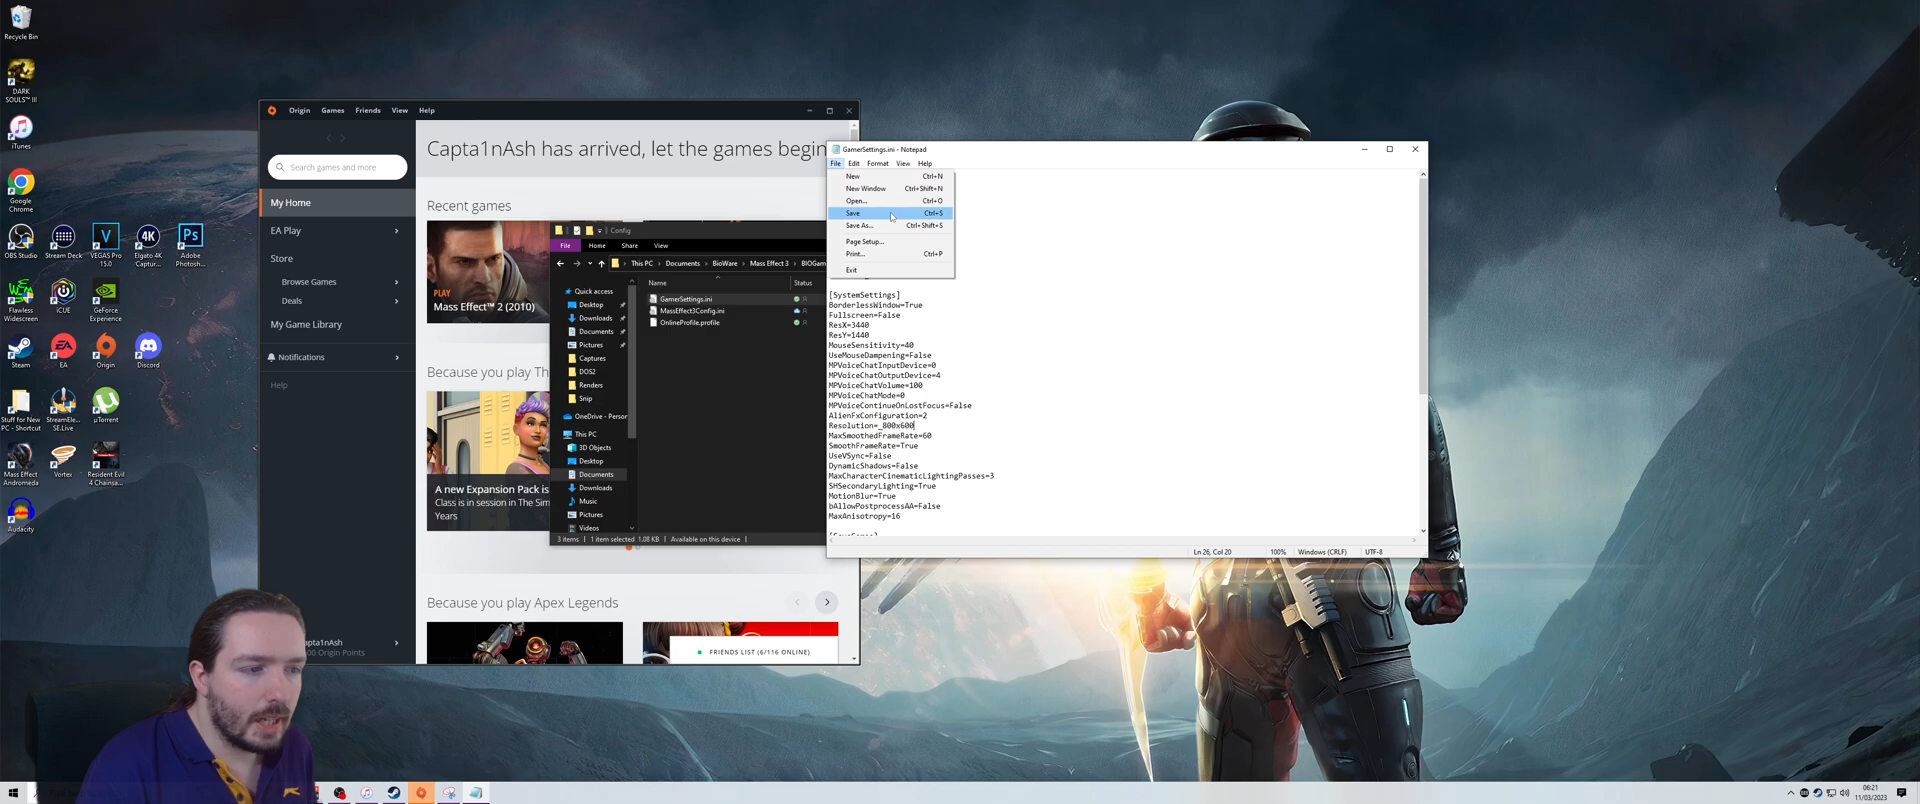 Recycle Bin
DARK
SOULS™ III
iTunes
Google
Chrome
OBS Studio
Stream Deck
VEGAS Pro
15.0
Elgato 4K
Captur...
Adobe
Photosh...
Flawless
Widescreen
iCUE
GeForce
Experience
Steam
EA
Origin
Discord
Stuff for New
PC - Shortcut
StreamEle...
SE.Live
µTorrent
Mass Effect
Andromeda
Vortex
Resident Evil
4 Chainsa...
Audacity
Origin Games Friends View Help
Search games and more
My Home
EA Play
Store
Browse Games
Deals
My Game Library
Notifications
Help
00 Origin Points
Capta1nAsh has arrived, let the games begin
Recent games
PLAY
Mass Effect™ 2 (2010)
Because you play Th
A new Expansion Pack is
Class is in session in The Sim
Years
Because you play Apex Legends
FRIENDS LIST (6/116 ONLINE)
Config
File Home Share View
This PC > Documents > BioWare > Mass Effect 3 > BIOGam
Name Status
Quick access
Desktop
Downloads
Documents
Pictures
Captures
DOS2
Renders
Snip
OneDrive - Person
This PC
3D Objects
Desktop
Documents
Downloads
Music
Pictures
Videos
GamerSettings.ini
MassEffect3Config.ini
OnlineProfile.profile
3 items 1 item selected 1.08 KB Available on this device
GamerSettings.ini - Notepad
File Edit Format View Help
New Ctrl+N
New Window Ctrl+Shift+N
Open... Ctrl+O
Save Ctrl+S
Save As... Ctrl+Shift+S
Page Setup...
Print... Ctrl+P
Exit
[SystemSettings]
BorderlessWindow=True
Fullscreen=False
ResX=3440
ResY=1440
MouseSensitivity=40
UseMouseDampening=False
MPVoiceChatInputDevice=0
MPVoiceChatOutputDevice=4
MPVoiceChatVolume=100
MPVoiceChatMode=0
MPVoiceContinueOnLostFocus=False
AlienFxConfiguration=2
Resolution=_800x600
MaxSmoothedFrameRate=60
SmoothFrameRate=True
UseVSync=False
DynamicShadows=False
MaxCharacterCinematicLightingPasses=3
SHSecondaryLighting=True
MotionBlur=True
bAllowPostprocessAA=False
MaxAnisotropy=16
Ln 26, Col 20 100% Windows (CRLF) UTF-8
06:21
11/03/2023